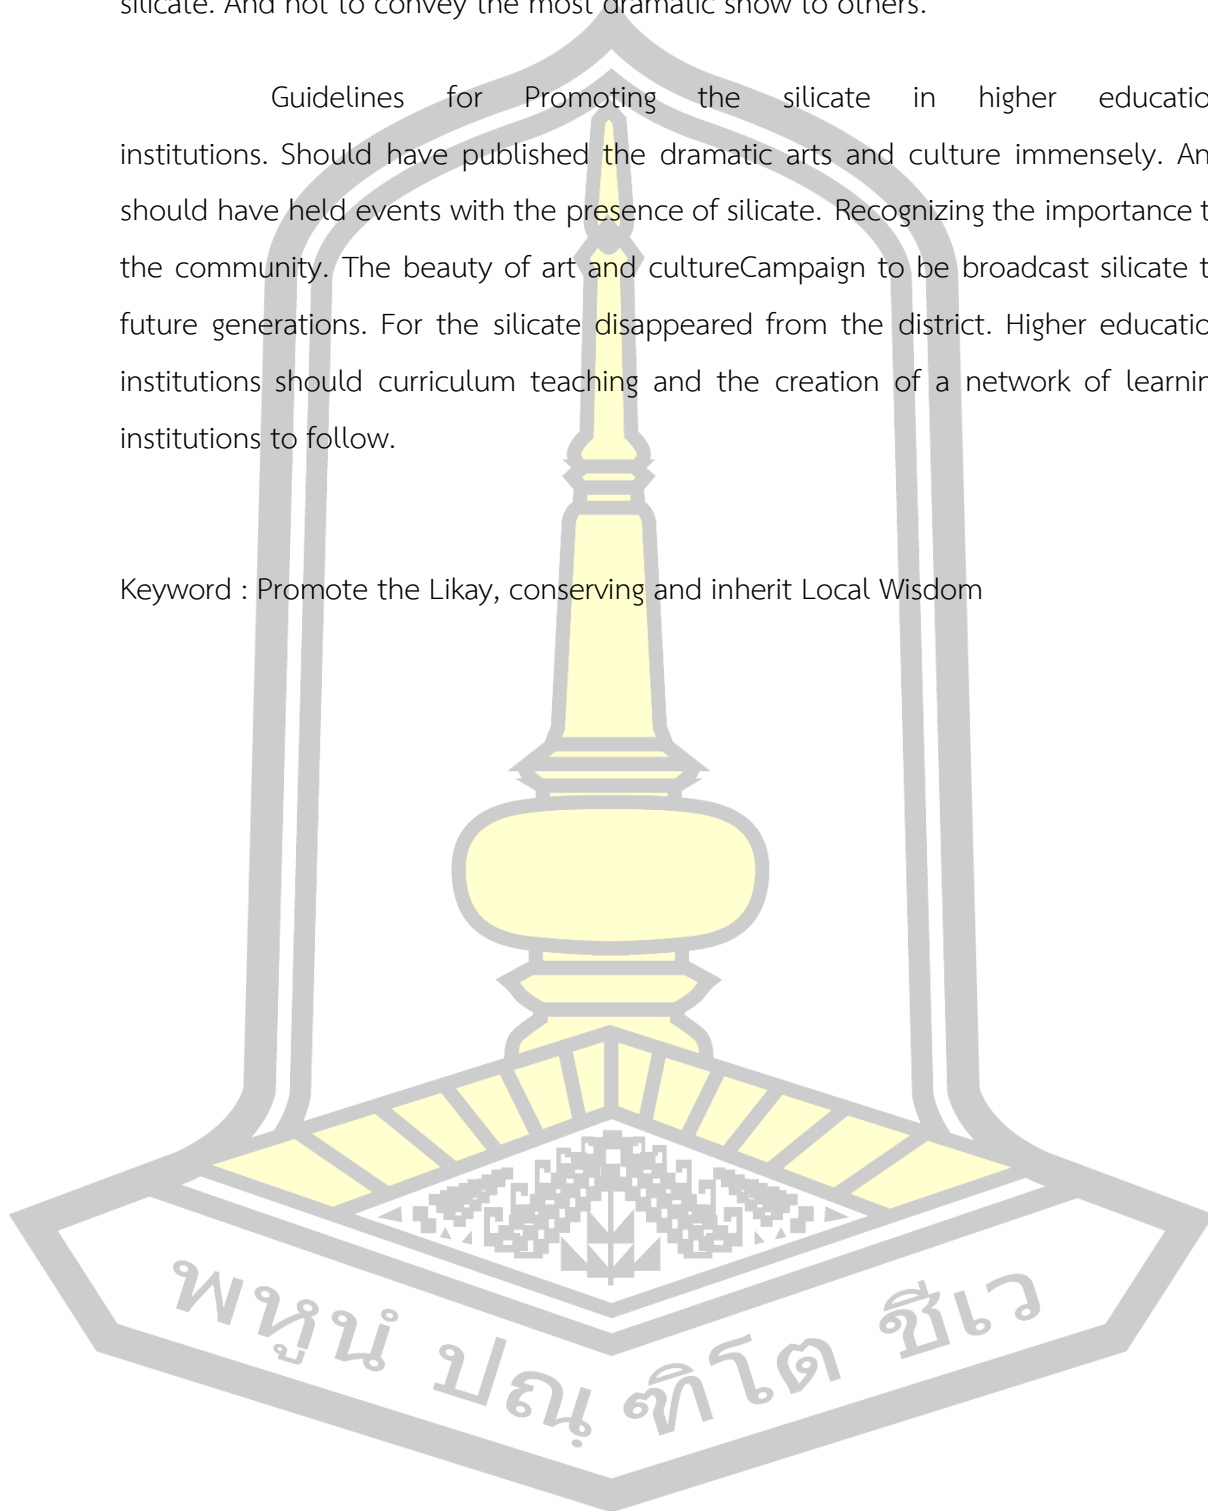 silicate. And not to convey the most dramatic show to others.
Guidelines for Promoting the silicate in higher educatio
institutions. Should have published the dramatic arts and culture immensely. An
should have held events with the presence of silicate. Recognizing the importance t
the community. The beauty of art and cultureCampaign to be broadcast silicate t
future generations. For the silicate disappeared from the district. Higher educatio
institutions should curriculum teaching and the creation of a network of learnin
institutions to follow.
Keyword : Promote the Likay, conserving and inherit Local Wisdom
พหูนํ ปณฺ ฑิโต ชีเว